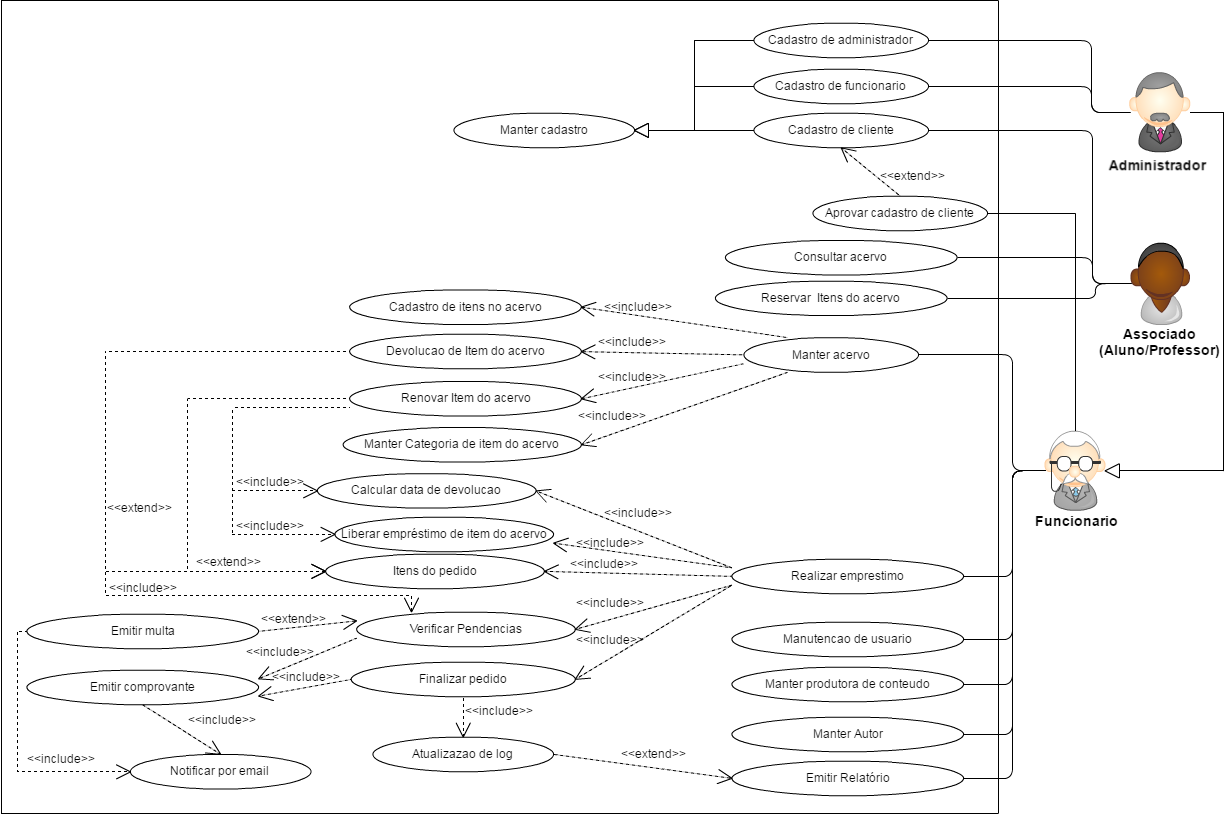 Cadastro de administrador
Cadastro de funcionario
Manter cadastro
Cadastro de cliente
Administrador
<<extend>>
Aprovar cadastro de cliente
Consultar acervo
Reservar Itens do acervo
Associado
(Aluno/Professor)
Cadastro de itens no acervo
<<include>>
Devolucao de Item do acervo
<<include>>
Manter acervo
<<include>>
Renovar Item do acervo
<<include>>
Manter Categoria de item do acervo
<<include>>
Calcular data de devolucao
<<extend>>
<<include>>
Funcionario
<<include>>
Liberar empréstimo de item do acervo
<<include>>
<<extend>>
Itens do pedido
<<include>>
Realizar emprestimo
<<include>>
<<include>>
<<extend>>
Emitir multa
Verificar Pendencias
<<include>>
Manutencao de usuario
<<include>>
<<include>>
Finalizar pedido
Emitir comprovante
Manter produtora de conteudo
<<include>>
<<include>>
Manter Autor
<<include>>
Atualizazao de log
<<extend>>
Notificar por email
Emitir Relatório